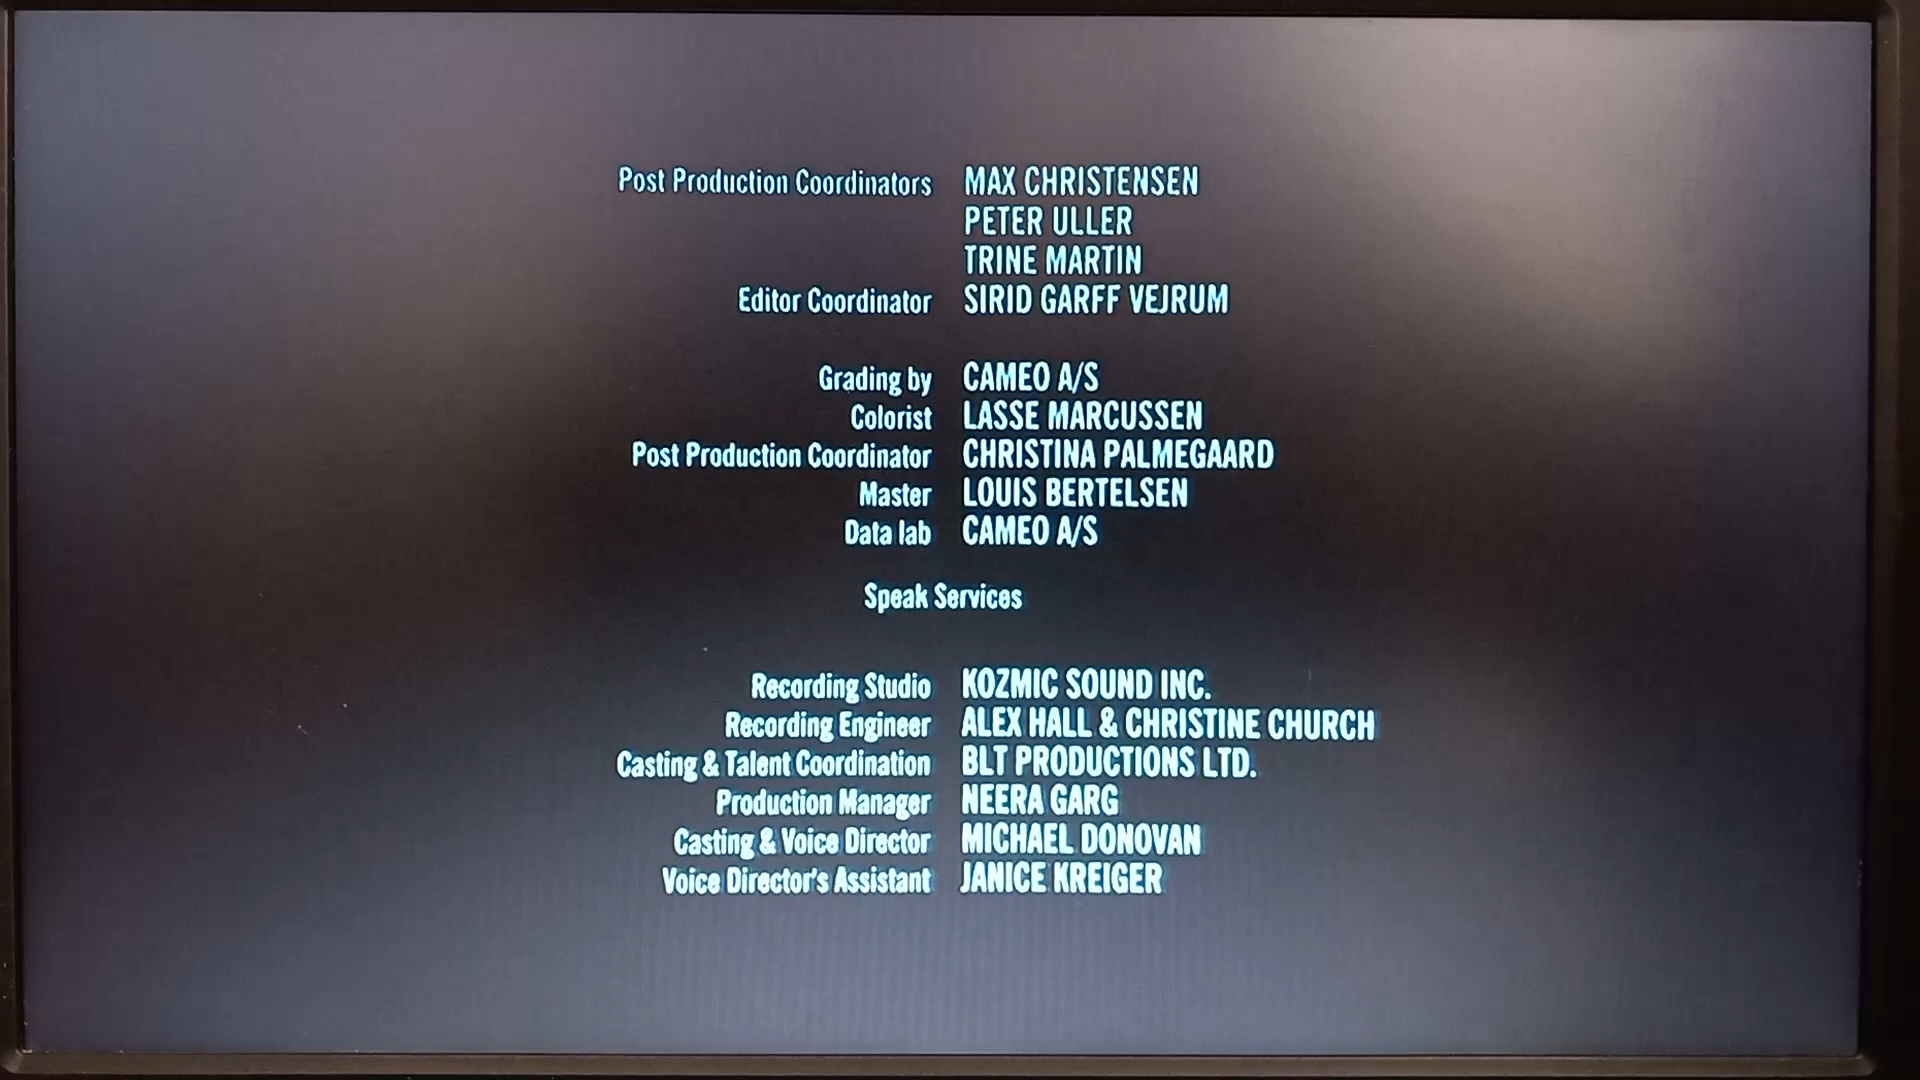 Post Production Coordinators MAX CHRISTENSEN
PETER ULLER
TRINE MARTIN
Editor Coordinator SIRID GARFF VEJRUM
Grading by CAMEO A/S
Colorist LASSE MARCUSSEN
Post Production Coordinator CHRISTINA PALMEGAARD
Master LOUIS BERTELSEN
Data lab CAMEO A/S
Speak Services
Recording Studio KOZMIC SOUND INC.
Recording Engineer ALEX HALL & CHRISTINE CHURCH
Casting & Talent Coordination BLT PRODUCTIONS LTD.
Production Manager NEERA GARG
Casting & Voice Director MICHAEL DONOVAN
Voice Director's Assistant JANICE KREIGER